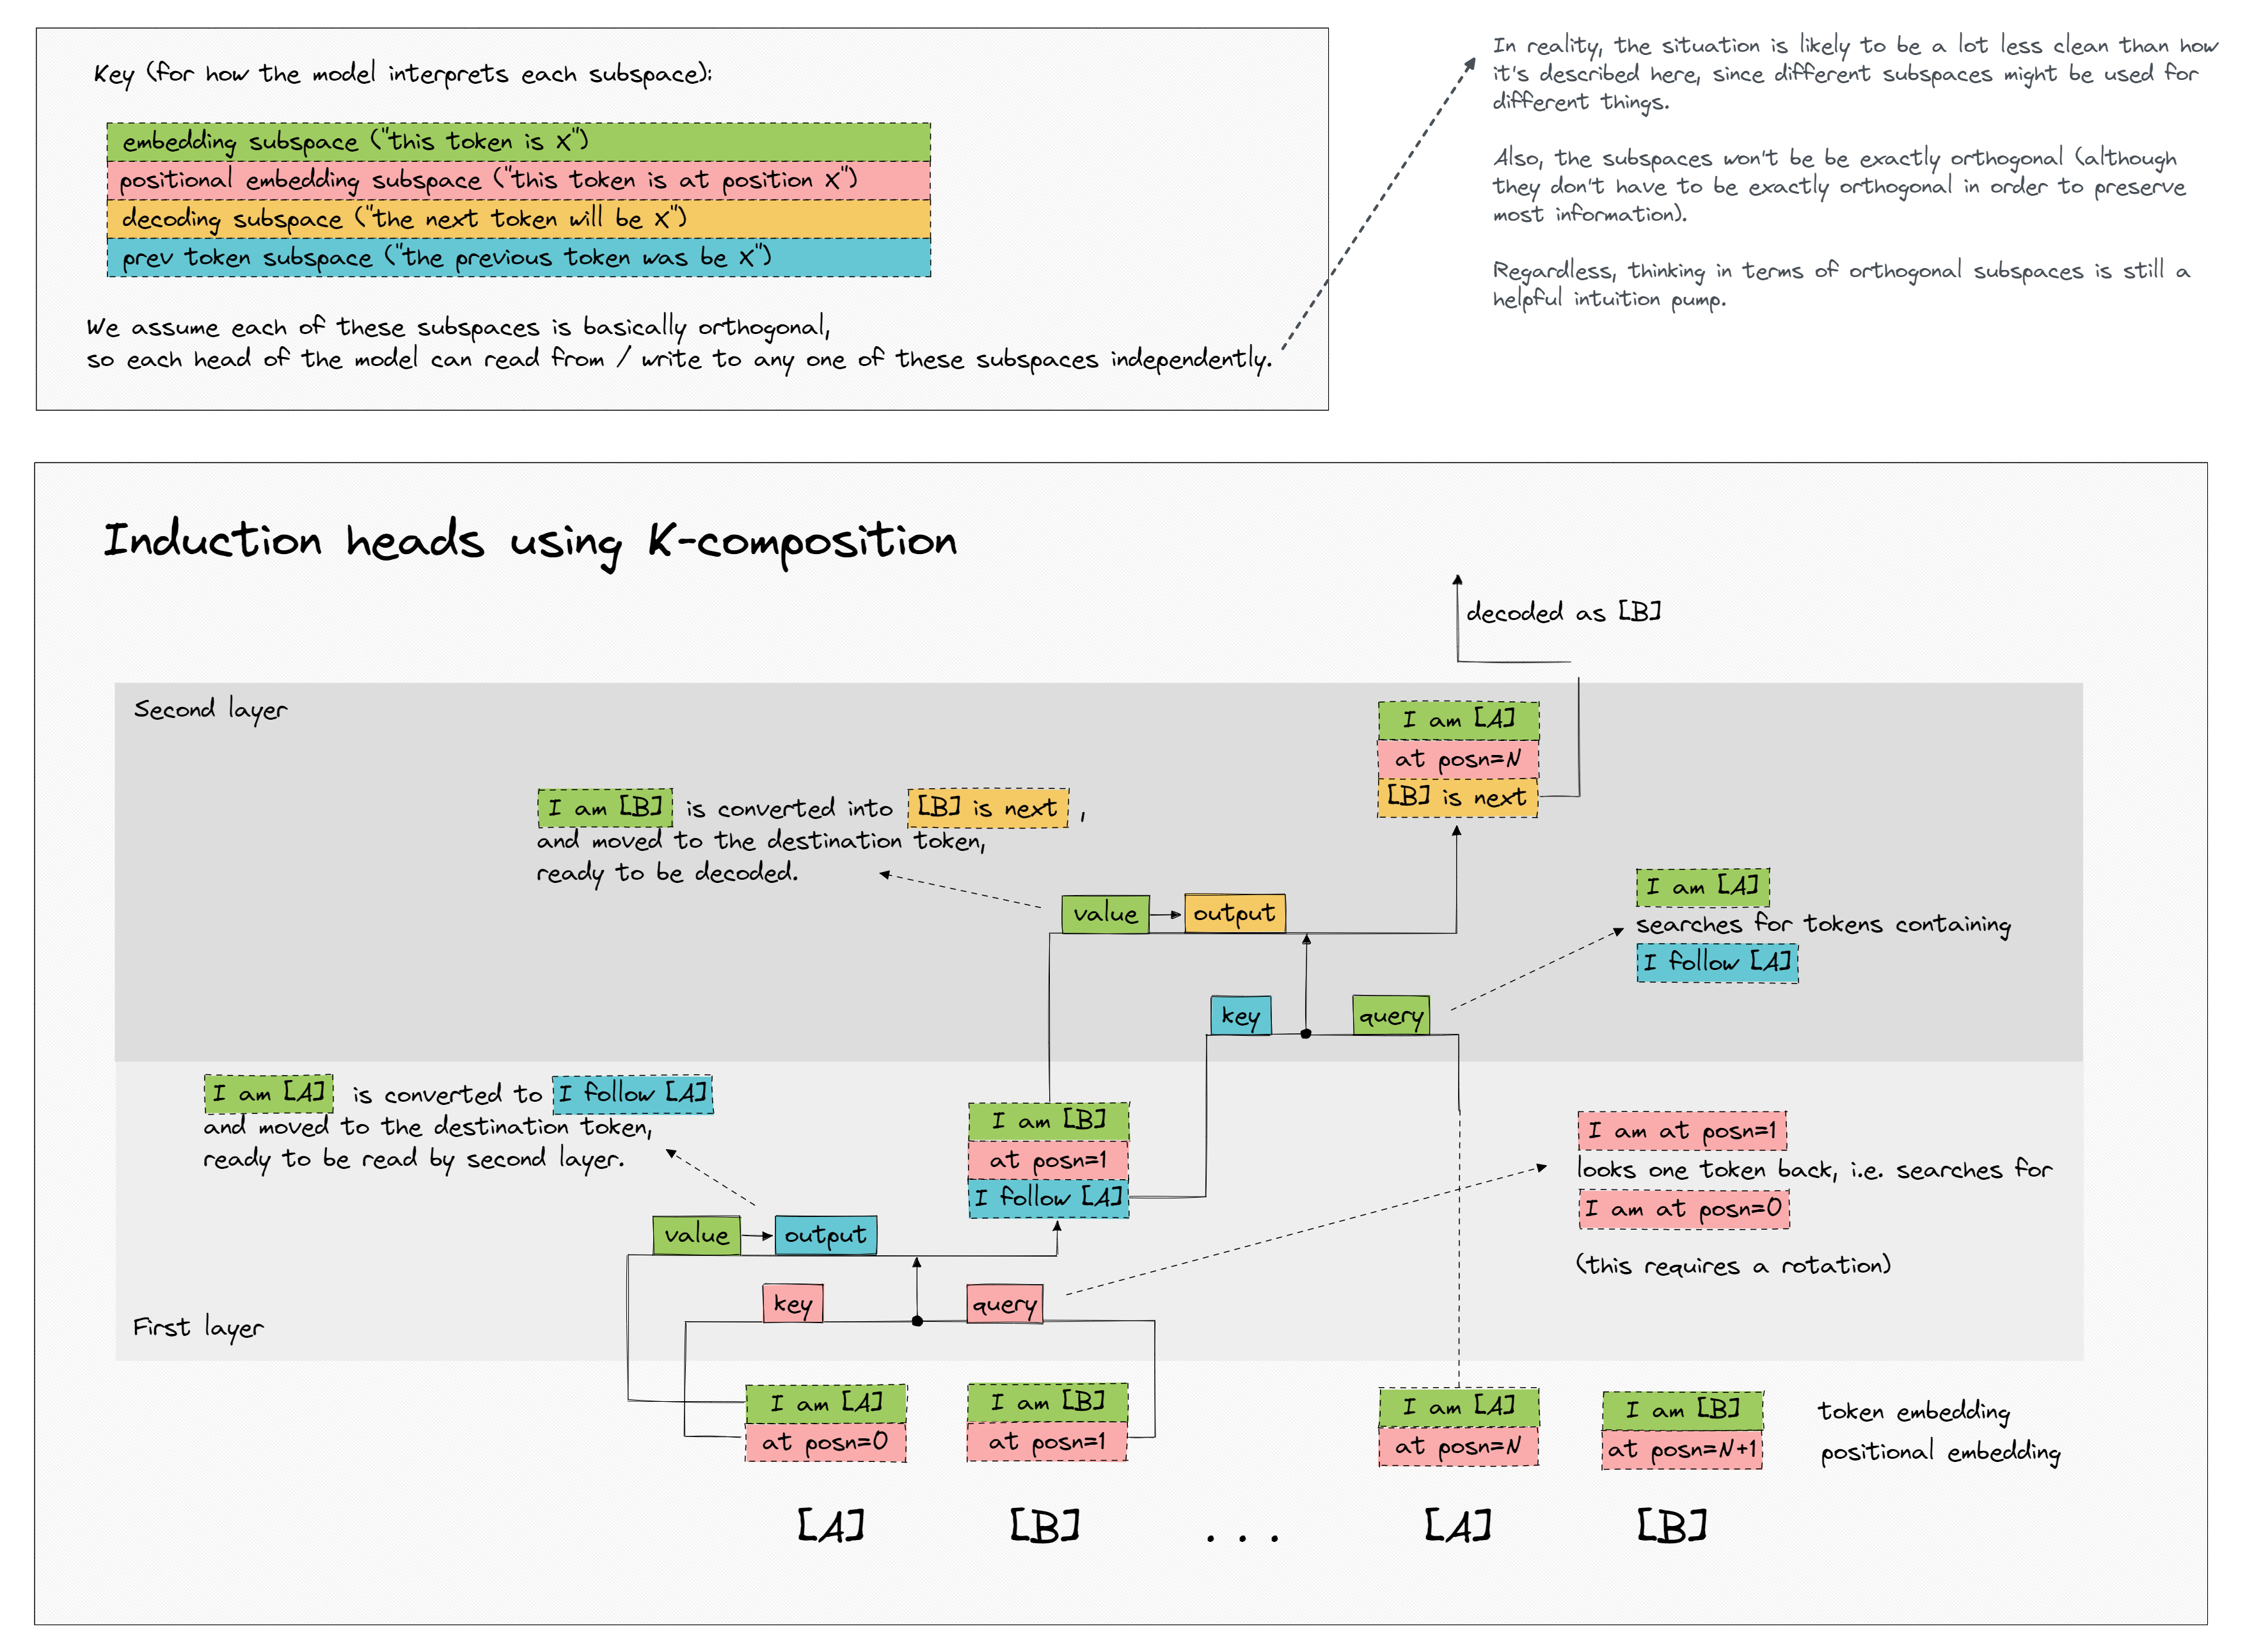 Key (for how the model interprets each subspace):
embedding subspace ("this token is X")
positional embedding subspace ("this token is at position X")
decoding subspace ("the next token will be X")
prev token subspace ("the previous token was be X")
We assume each of these subspaces is basically orthogonal,
so each head of the model can read from / write to any one of these subspaces independently.
In reality, the situation is likely to be a lot less clean than how
it's described here, since different subspaces might be used for
different things.
Also, the subspaces won't be be exactly orthogonal (although
they don't have to be exactly orthogonal in order to preserve
most information).
Regardless, thinking in terms of orthogonal subspaces is still a
helpful intuition pump.
Induction heads using K-composition
decoded as [B]
Second layer
I am [A]
at posn=N
[B] is next
I am [B] is converted into [B] is next ,
and moved to the destination token,
ready to be decoded.
value output
I am [A]
searches for tokens containing
I follow [A]
key query
I am [A] is converted to I follow [A]
and moved to the destination token,
ready to be read by second layer.
I am [B]
at posn=1
I follow [A]
I am at posn=1
looks one token back, i.e. searches for
I am at posn=0
(this requires a rotation)
value output
key query
First layer
I am [A] I am [B] I am [A] I am [B] token embedding
at posn=0 at posn=1 at posn=N at posn=N+1 positional embedding
[A] [B] . . . [A] [B]